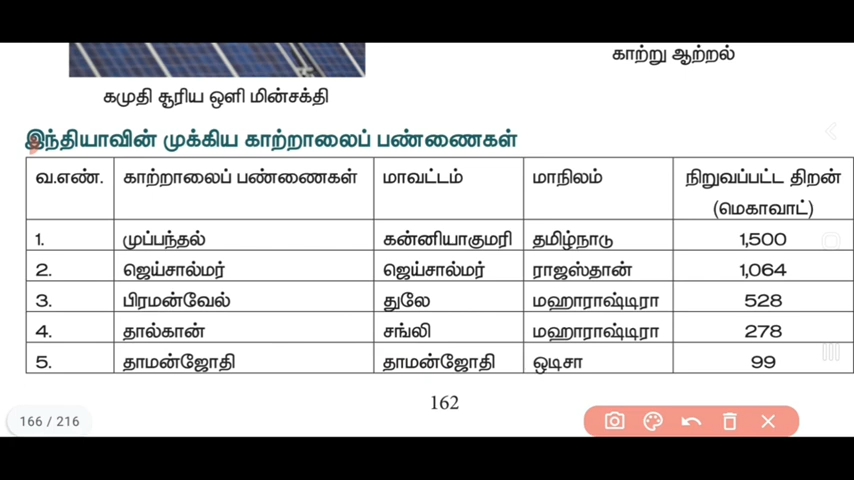 காற்று ஆற்றல்
கமுதி சூரிய ஒளி மின்சக்தி
இந்தியாவின் முக்கிய காற்றாலைப் பண்ணைகள்
வ.எண். காற்றாலைப் பண்ணைகள் மாவட்டம் மாநிலம் நிறுவப்பட்ட திறன்
(மெகாவாட்)
1. முப்பந்தல் கன்னியாகுமரி தமிழ்நாடு 1,500
2. ஜெய்சால்மர் ஜெய்சால்மர் ராஜஸ்தான் 1,064
3. பிரமன்வேல் துலே மஹாராஷ்டிரா 528
4. தால்கான் சங்லி மஹாராஷ்டிரா 278
5. தாமன்ஜோதி தாமன்ஜோதி ஒடிசா 99
162
166 / 216